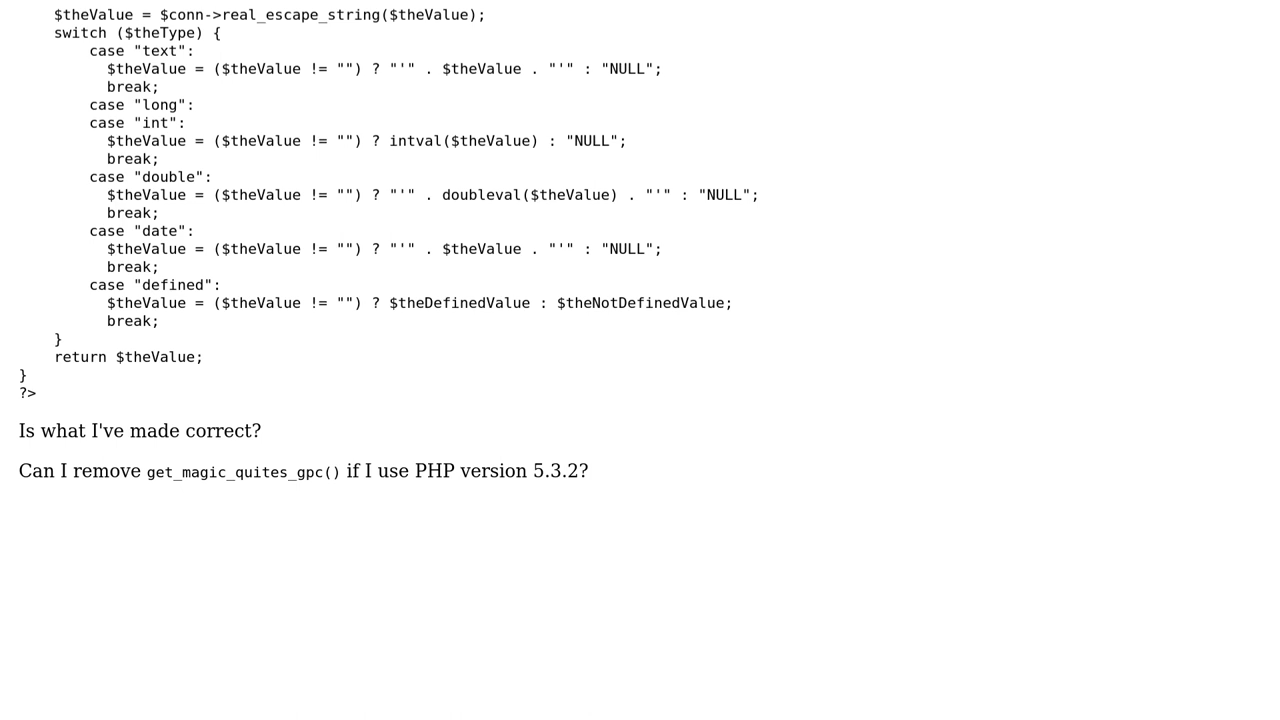 $theValue = $conn->real_escape_string($theValue);
    switch ($theType) {
        case "text":
          $theValue = ($theValue != "") ? "'" . $theValue . "'" : "NULL";
          break;
        case "long":
        case "int":
          $theValue = ($theValue != "") ? intval($theValue) : "NULL";
          break;
        case "double":
          $theValue = ($theValue != "") ? "'" . doubleval($theValue) . "'" : "NULL";
          break;
        case "date":
          $theValue = ($theValue != "") ? "'" . $theValue . "'" : "NULL";
          break;
        case "defined":
          $theValue = ($theValue != "") ? $theDefinedValue : $theNotDefinedValue;
          break;
    }
    return $theValue;
}
?>
Is what I've made correct?
Can I remove get_magic_quites_gpc() if I use PHP version 5.3.2?